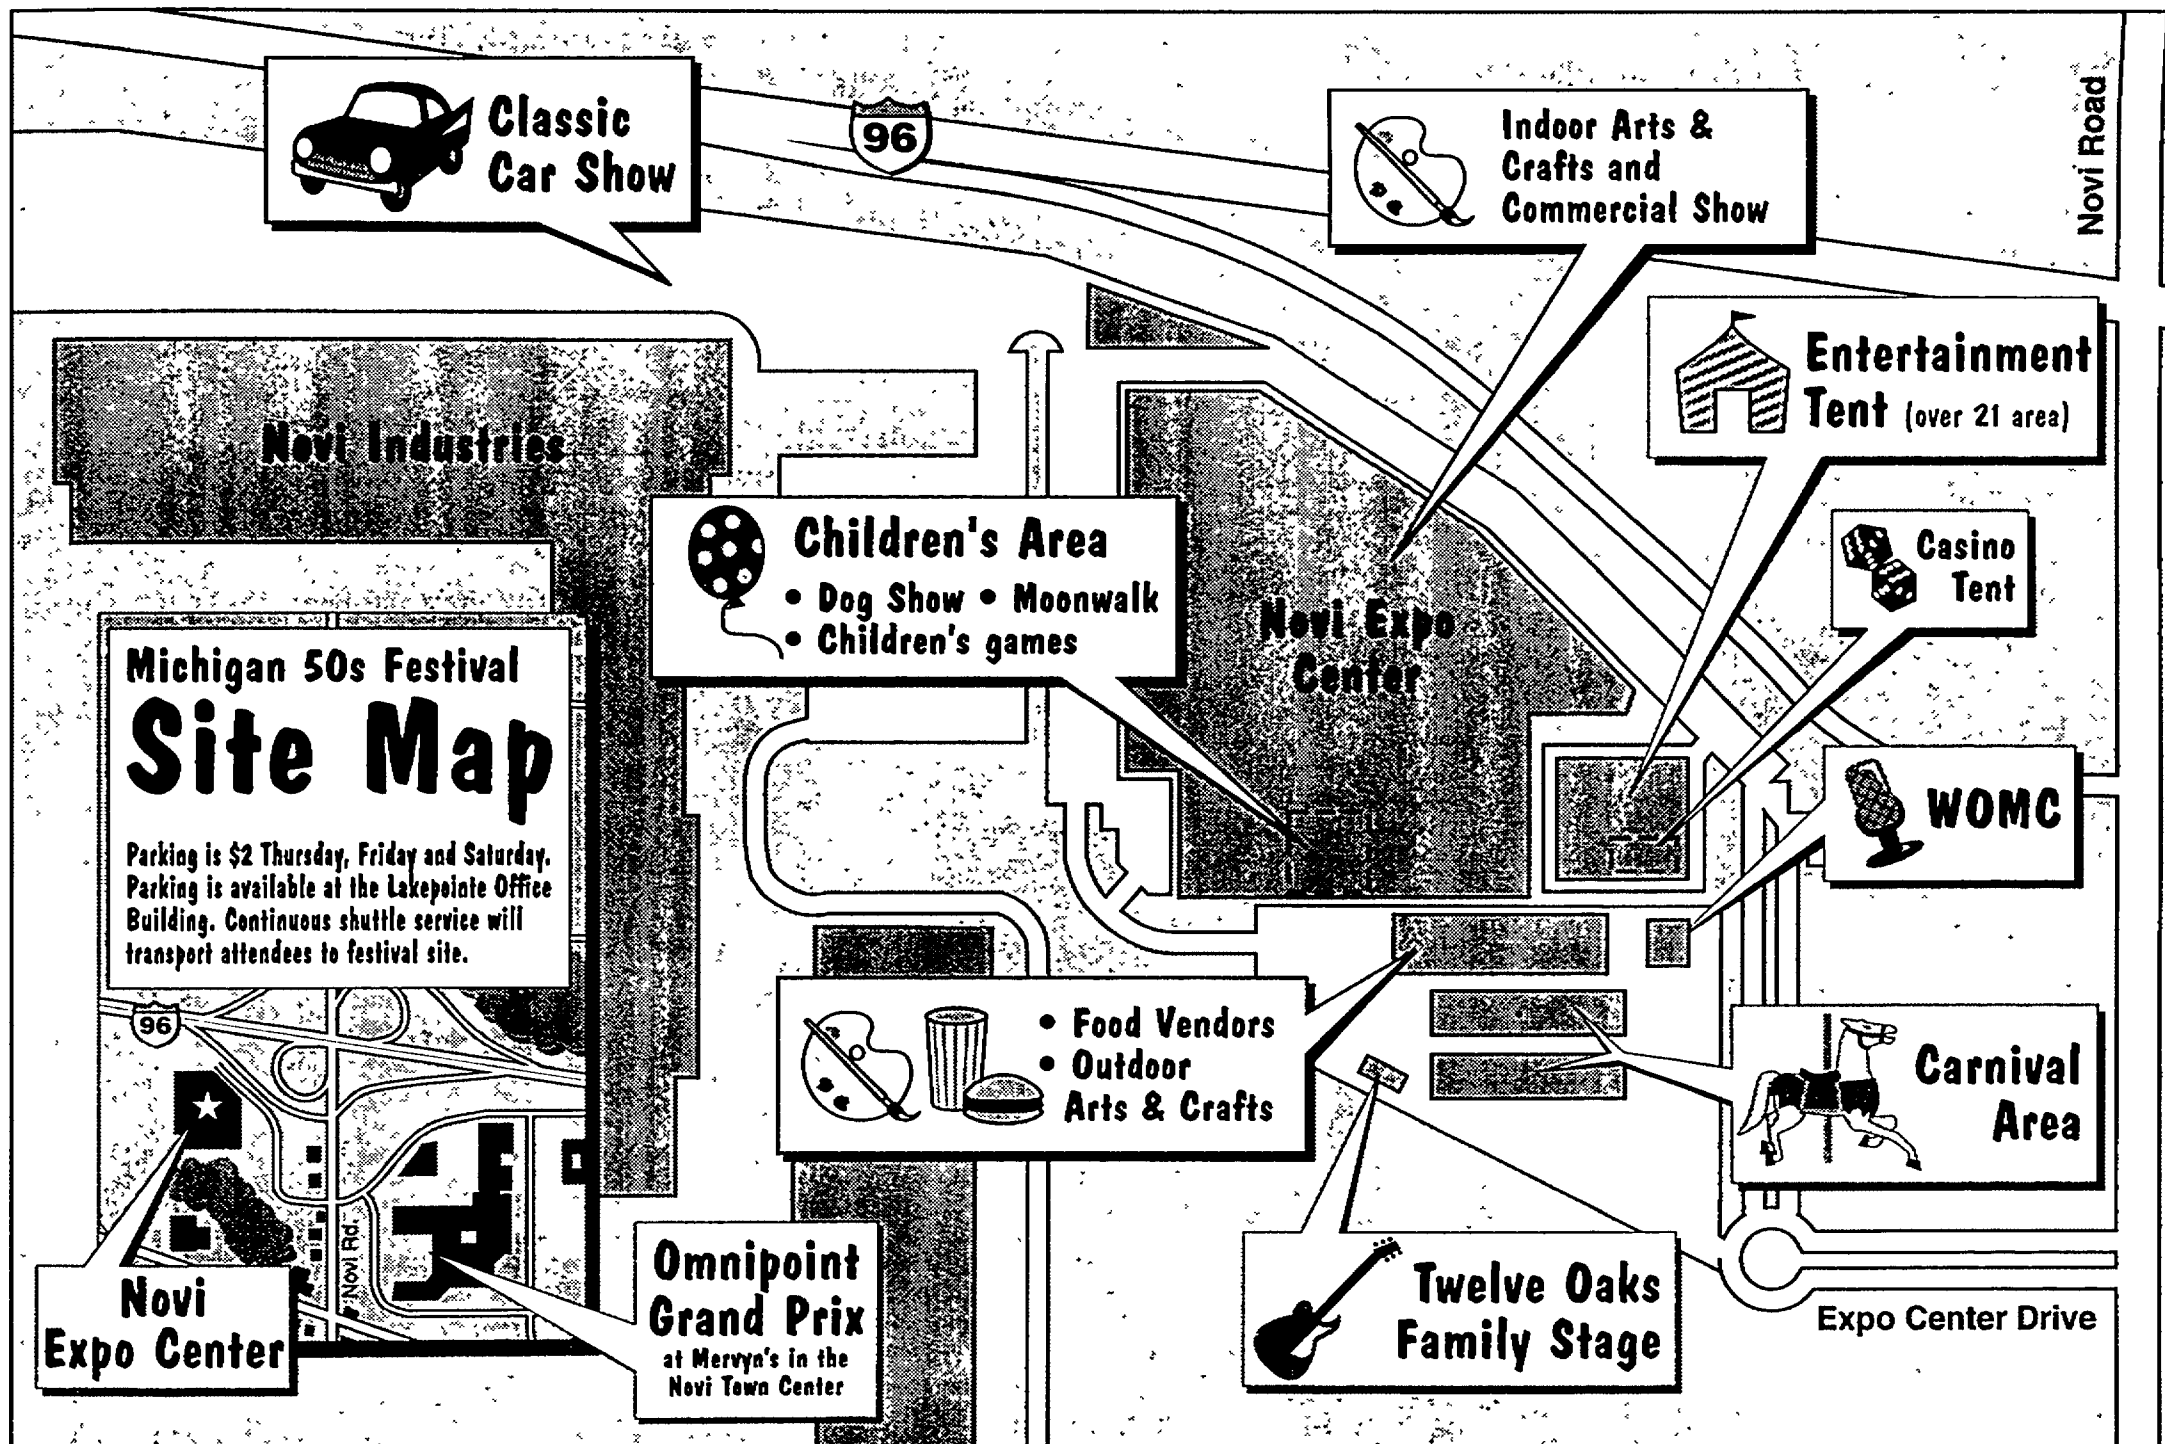 Classic
Car Show
96
Indoor Arts &
Crafts and
Commercial Show
Novi Road
Entertainment
Tent (over 21 area)
Novi Industries
Children's Area
• Dog Show • Moonwalk
• Children's games
Casino
Tent
Novi Expo
Center
Michigan 50s Festival
Site Map
Parking is $2 Thursday, Friday and Saturday.
Parking is available at the Lakepointe Office
Building. Continuous shuttle service will
transport attendees to festival site.
WOMC
96
• Food Vendors
• Outdoor
Arts & Crafts
Carnival
Area
Novi Rd.
Novi
Expo Center
Omnipoint
Grand Prix
at Mervyn's in the
Novi Town Center
Twelve Oaks
Family Stage
Expo Center Drive